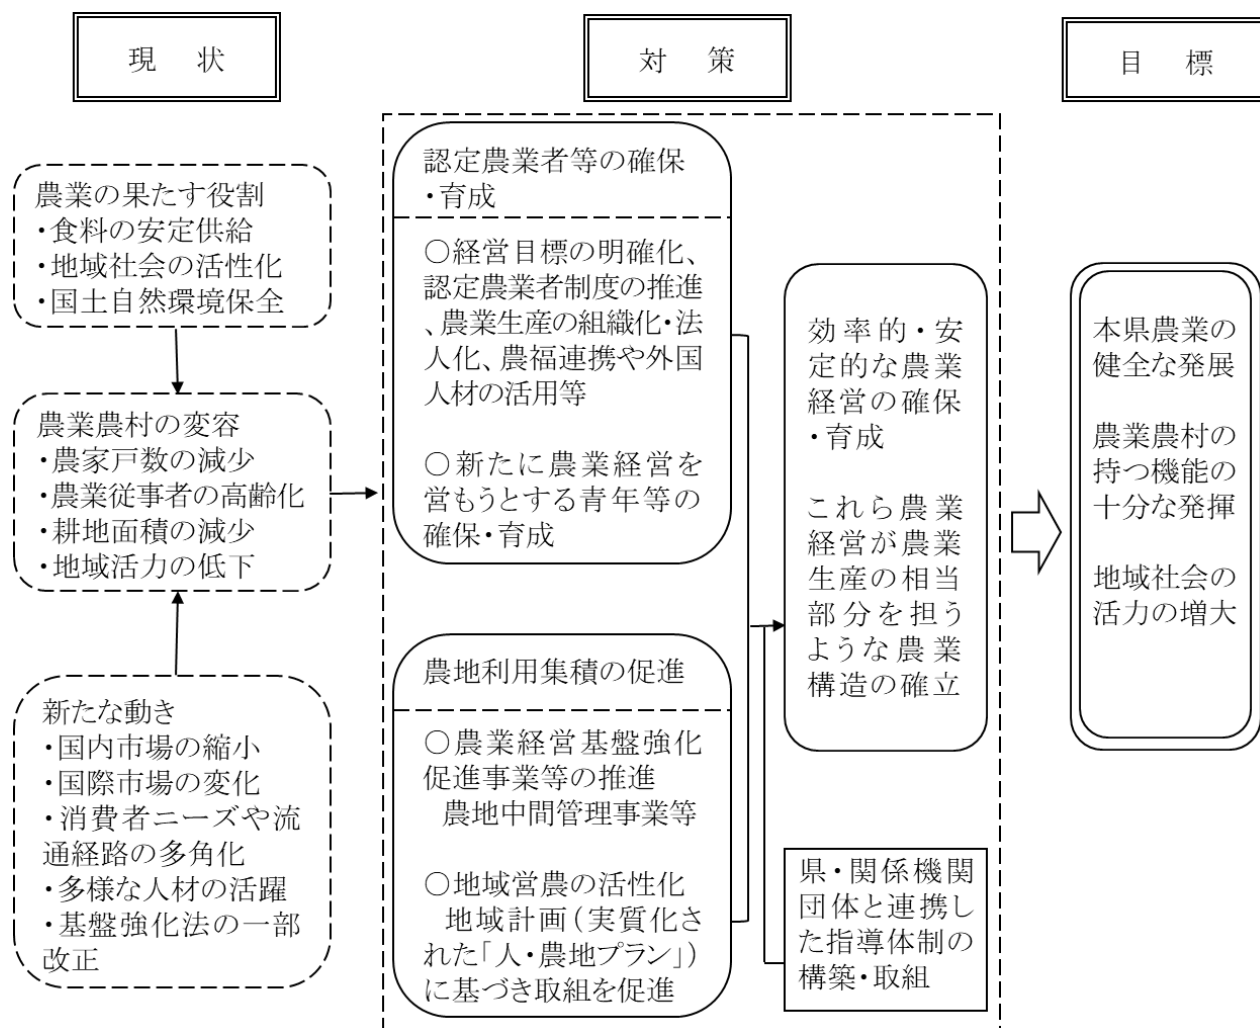 現 状
対 策
目 標
農業の果たす役割
・食料の安定供給
・地域社会の活性化
・国土自然環境保全
農業農村の変容
・農家戸数の減少
・農業従事者の高齢化
・耕地面積の減少
・地域活力の低下
新たな動き
・国内市場の縮小
・国際市場の変化
・消費者ニーズや流
通経路の多角化
・多様な人材の活躍
・基盤強化法の一部
改正
認定農業者等の確保
・育成
○経営目標の明確化、
認定農業者制度の推進
、農業生産の組織化・法
人化、農福連携や外国
人材の活用等
○新たに農業経営を
営もうとする青年等の
確保・育成
農地利用集積の促進
○農業経営基盤強化
促進事業等の推進
農地中間管理事業等
○地域営農の活性化
地域計画(実質化さ
れた「人・農地プラン」)
に基づき取組を促進
効率的・安
定的な農業
経営の確保
・育成
これら農業
経営が農業
生産の相当
部分を担う
ような農業
構造の確立
県・関係機関
団体と連携し
た指導体制の
構築・取組
本県農業の
健全な発展
農業農村の
持つ機能の
十分な発揮
地域社会の
活力の増大